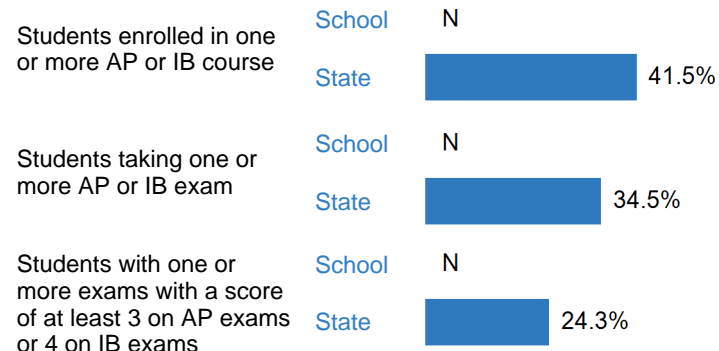 Students enrolled in one
or more AP or IB course
School N
State 41.5%
Students taking one or
more AP or IB exam
School N
State 34.5%
Students with one or
more exams with a score
of at least 3 on AP exams
or 4 on IB exams
School N
State 24.3%